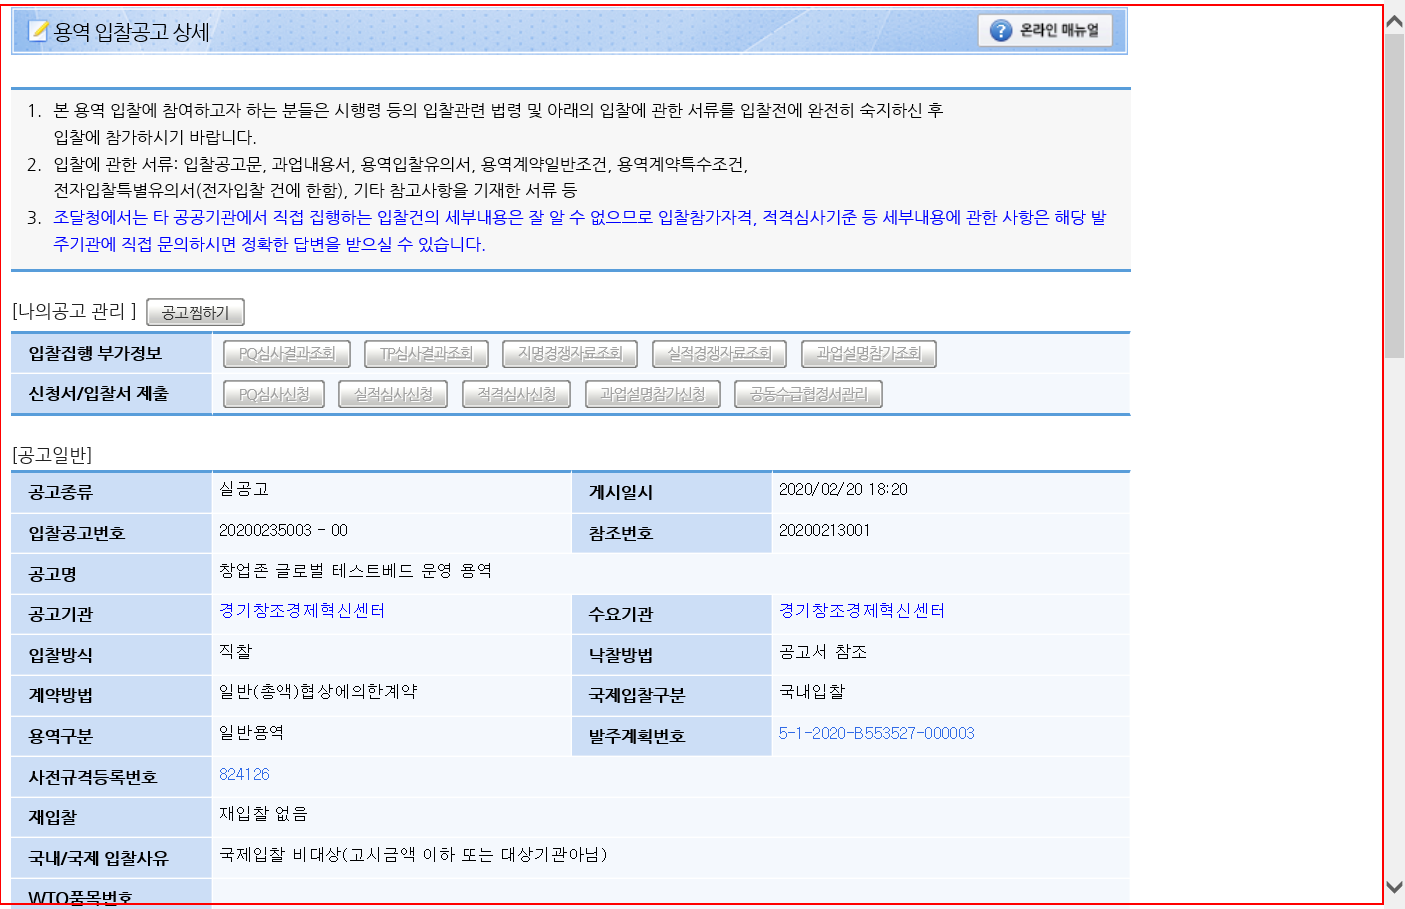 용역 입찰공고 상세
온라인 매뉴얼
1. 본 용역 입찰에 참여하고자 하는 분들은 시행령 등의 입찰관련 법령 및 아래의 입찰에 관한 서류를 입찰전에 완전히 숙지하신 후
입찰에 참가하시기 바랍니다.
2. 입찰에 관한 서류: 입찰공고문, 과업내용서, 용역입찰유의서, 용역계약일반조건, 용역계약특수조건,
전자입찰특별유의서(전자입찰 건에 한함), 기타 참고사항을 기재한 서류 등
3. 조달청에서는 타 공공기관에서 직접 집행하는 입찰건의 세부내용은 잘 알 수 없으므로 입찰참가자격, 적격심사기준 등 세부내용에 관한 사항은 해당 발
주기관에 직접 문의하시면 정확한 답변을 받으실 수 있습니다.
[나의공고 관리 ] 공고찜하기
입찰집행 부가정보 PQ심사결과조회 TP심사결과조회 지명경쟁자료조회 실적경쟁자료조회 과업설명참가조회
신청서/입찰서 제출 PQ심사신청 실적심사신청 적격심사신청 과업설명참가신청 공동수급협정서관리
[공고일반]
공고종류 실공고 게시일시 2020/02/20 18:20
입찰공고번호 20200235003 - 00 참조번호 20200213001
공고명 창업존 글로벌 테스트베드 운영 용역
공고기관 경기창조경제혁신센터 수요기관 경기창조경제혁신센터
입찰방식 직찰 낙찰방법 공고서 참조
계약방법 일반(총액)협상에의한계약 국제입찰구분 국내입찰
용역구분 일반용역 발주계획번호 5-1-2020-B553527-000003
사전규격등록번호 824126
재입찰 재입찰 없음
국내/국제 입찰사유 국제입찰 비대상(고시금액 이하 또는 대상기관아님)
WTO품목번호